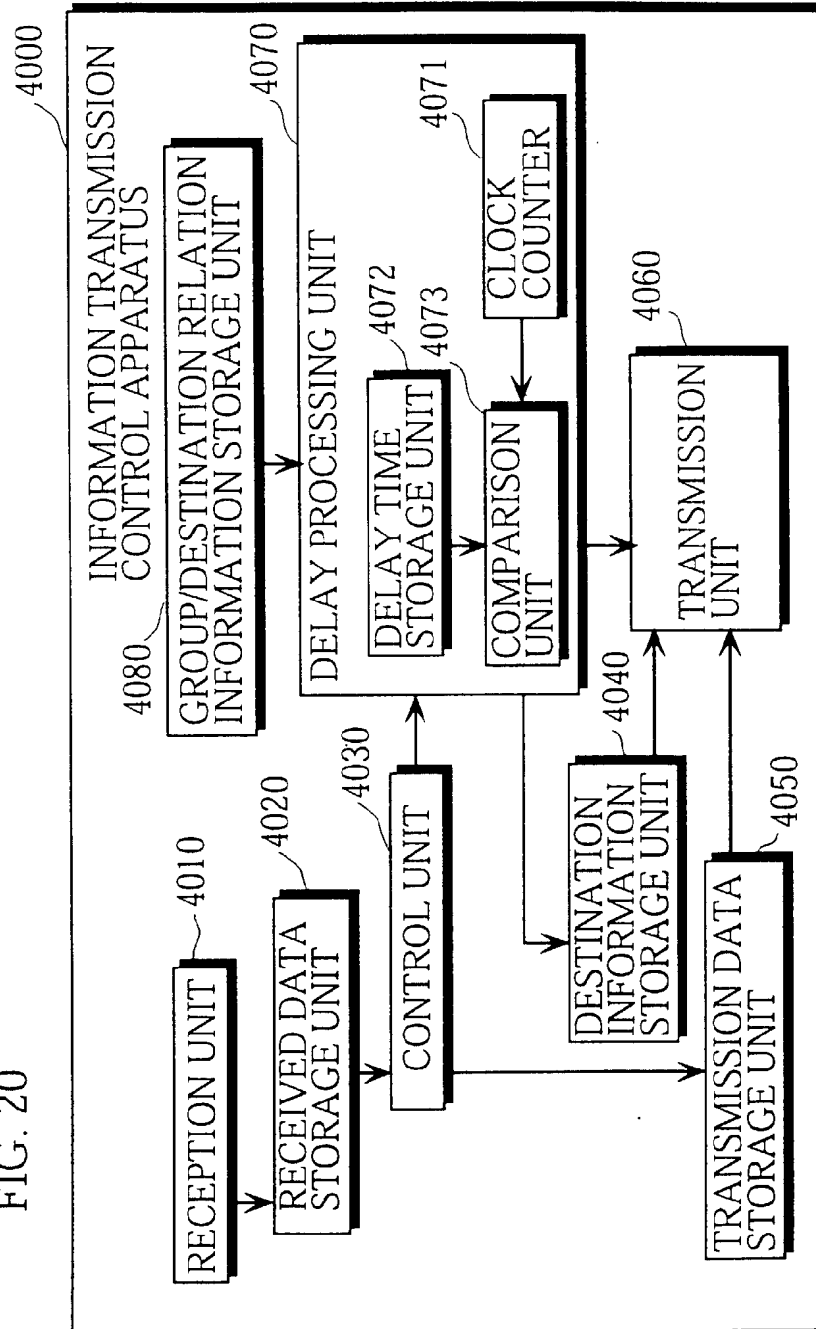 FIG. 20
4000
INFORMATION TRANSMISSION
CONTROL APPARATUS
4010
RECEPTION UNIT
4020
RECEIVED DATA
STORAGE UNIT
4030
CONTROL UNIT
4080
GROUP/DESTINATION RELATION
INFORMATION STORAGE UNIT
4070
DELAY PROCESSING UNIT
4072
DELAY TIME
STORAGE UNIT
4073
COMPARISON
UNIT
4071
CLOCK
COUNTER
4040
DESTINATION
INFORMATION
STORAGE UNIT
4050
TRANSMISSION DATA
STORAGE UNIT
4060
TRANSMISSION
UNIT